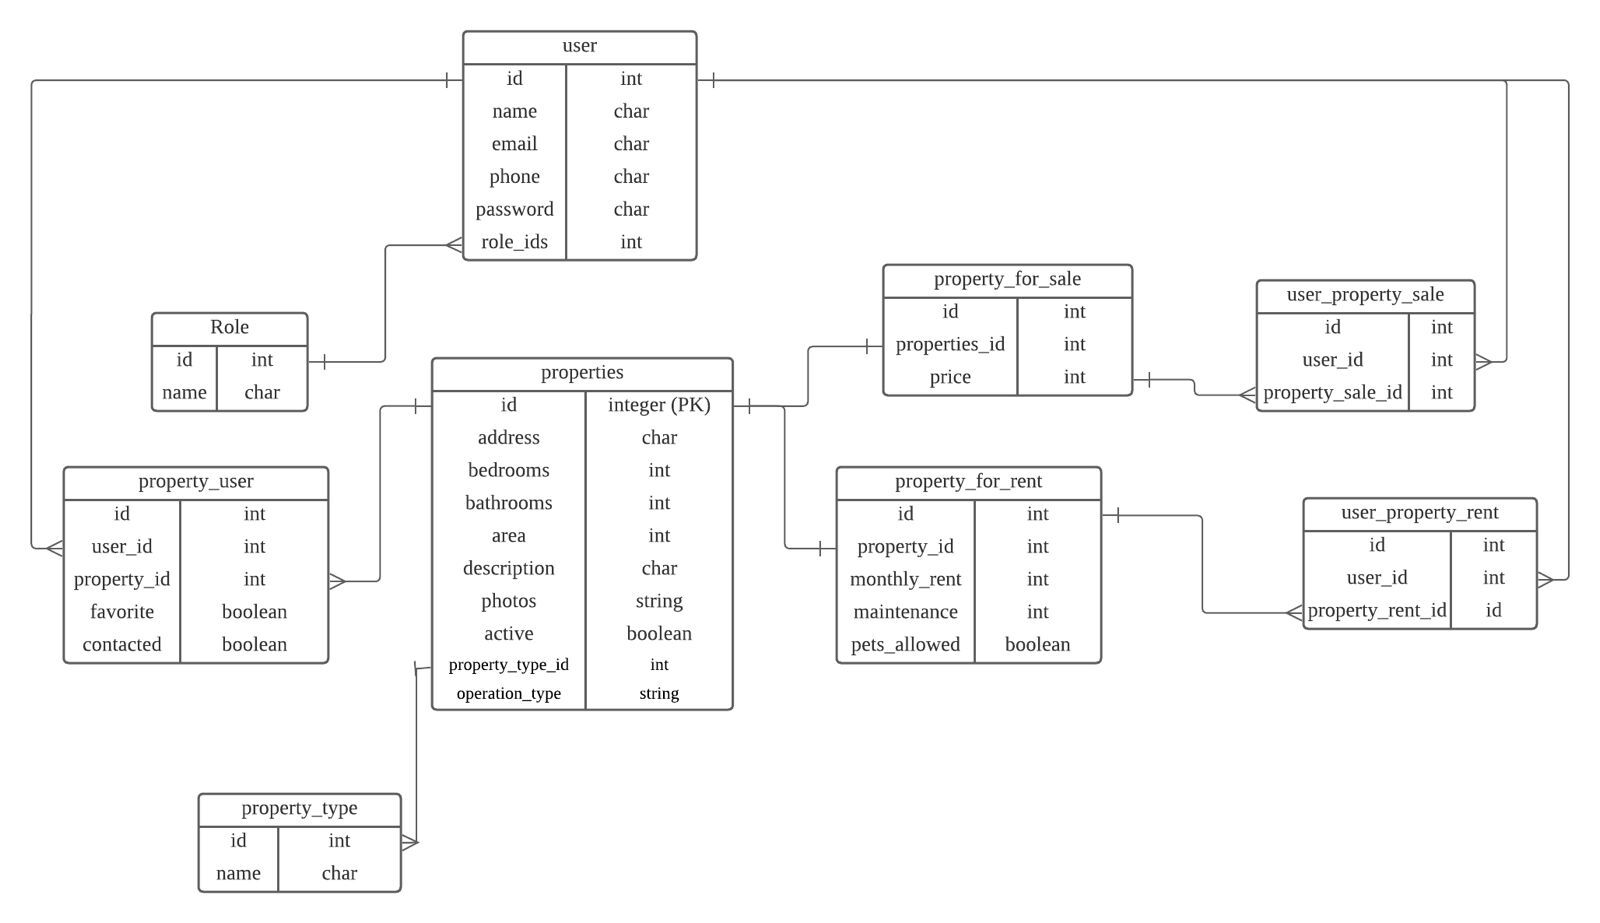 user
id int
name char
email char
phone char
password char
role_ids int
Role
id int
name char
property_for_sale
id int
properties_id int
price int
user_property_sale
id int
user_id int
property_sale_id int
properties
id integer (PK)
address char
bedrooms int
bathrooms int
area int
description char
photos string
active boolean
property_type_id int
operation_type string
property_user
id int
user_id int
property_id int
favorite boolean
contacted boolean
property_for_rent
id int
property_id int
monthly_rent int
maintenance int
pets_allowed boolean
user_property_rent
id int
user_id int
property_rent_id id
property_type
id int
name char